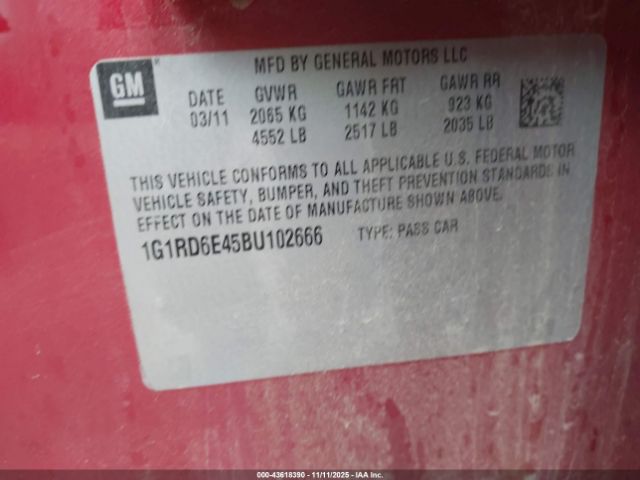 GM
MFD BY GENERAL MOTORS LLC
DATE GVWR GAWR FRT GAWR RR
03/11 2065 KG 1142 KG 923 KG
4552 LB 2517 LB 2035 LB
THIS VEHICLE CONFORMS TO ALL APPLICABLE U.S. FEDERAL MOTOR
VEHICLE SAFETY, BUMPER, AND THEFT PREVENTION STANDARDS IN
EFFECT ON THE DATE OF MANUFACTURE SHOWN ABOVE.
1G1RD6E45BU102666 TYPE: PASS CAR
000-43618390 - 11/11/2025 - IAAI.COM